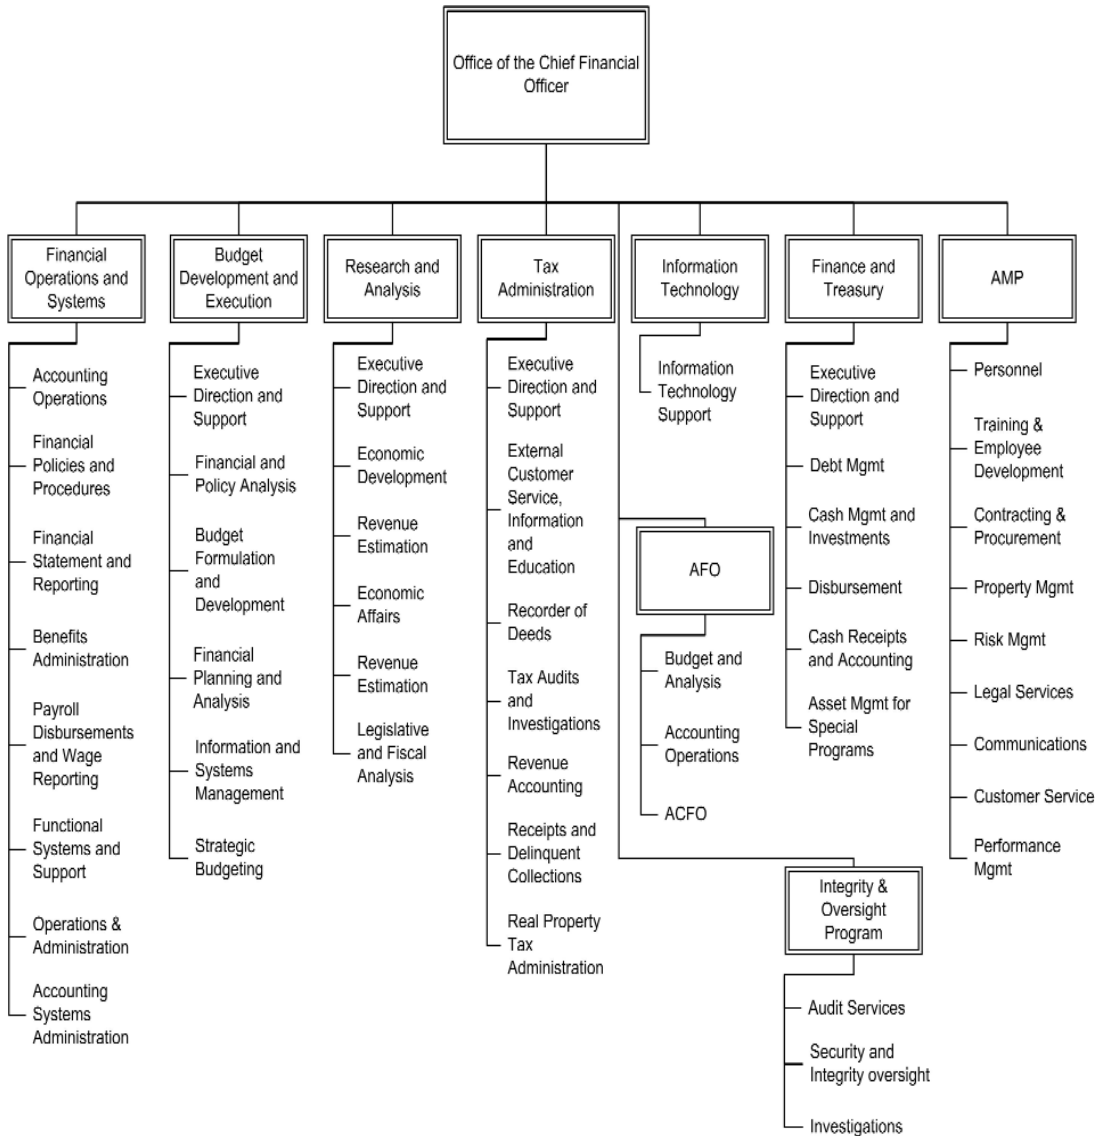 Office of the Chief Financial
Officer
Financial
Operations and
Systems
Budget
Development and
Execution
Research and
Analysis
Tax
Administration
Information
Technology
Finance and
Treasury
AMP
Accounting
Operations
Financial
Policies and
Procedures
Financial
Statement and
Reporting
Benefits
Administration
Payroll
Disbursements
and Wage
Reporting
Functional
Systems and
Support
Operations &
Administration
Accounting
Systems
Administration
Executive
Direction and
Support
Financial and
Policy Analysis
Budget
Formulation
and
Development
Financial
Planning and
Analysis
Information and
Systems
Management
Strategic
Budgeting
Executive
Direction and
Support
Economic
Development
Revenue
Estimation
Economic
Affairs
Revenue
Estimation
Legislative
and Fiscal
Analysis
Executive
Direction and
Support
External
Customer
Service,
Information
and
Education
Recorder of
Deeds
Tax Audits
and
Investigations
Revenue
Accounting
Receipts and
Delinquent
Collections
Real Property
Tax
Administration
Information
Technology
Support
AFO
Budget and
Analysis
Accounting
Operations
ACFO
Executive
Direction and
Support
Debt Mgmt
Cash Mgmt and
Investments
Disbursement
Cash Receipts
and Accounting
Asset Mgmt for
Special
Programs
Integrity &
Oversight
Program
Audit Services
Security and
Integrity oversight
Investigations
Personnel
Training &
Employee
Development
Contracting &
Procurement
Property Mgmt
Risk Mgmt
Legal Services
Communications
Customer Service
Performance
Mgmt